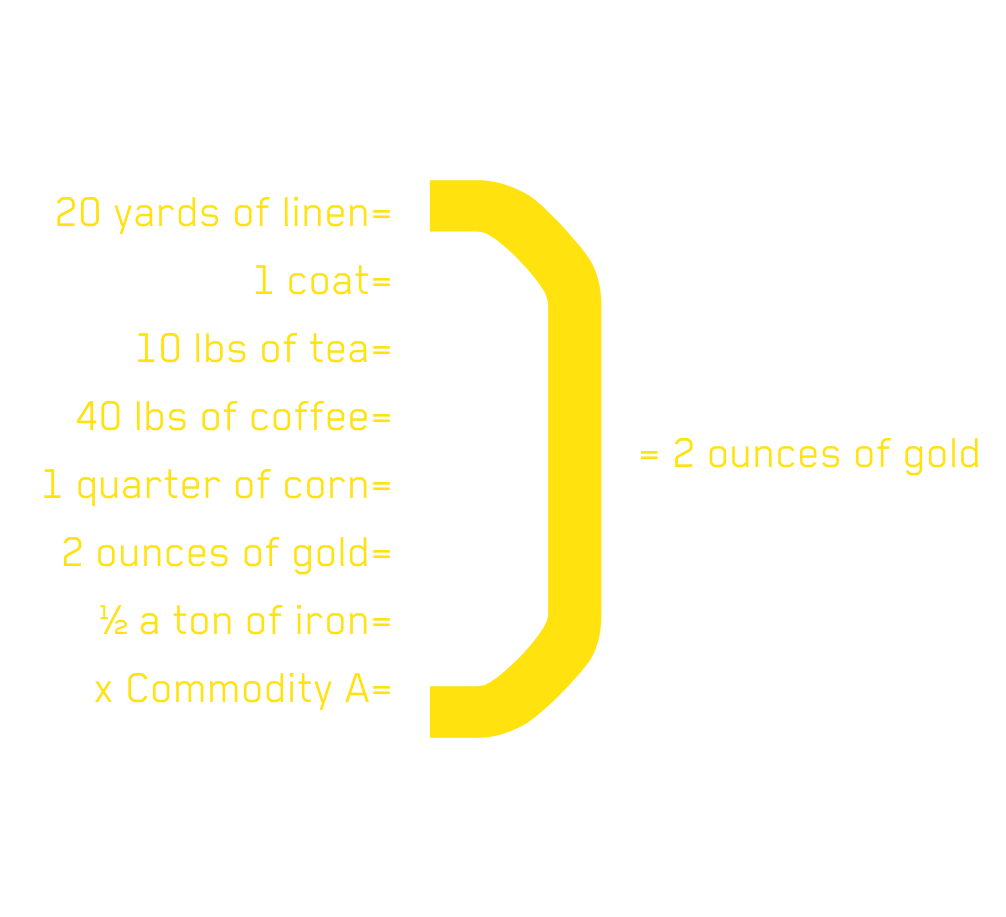 20 yards of linen=
1 coat=
10 lbs of tea=
40 lbs of coffee=
1 quarter of corn=
2 ounces of gold=
½ a ton of iron=
x Commodity A=
= 2 ounces of gold